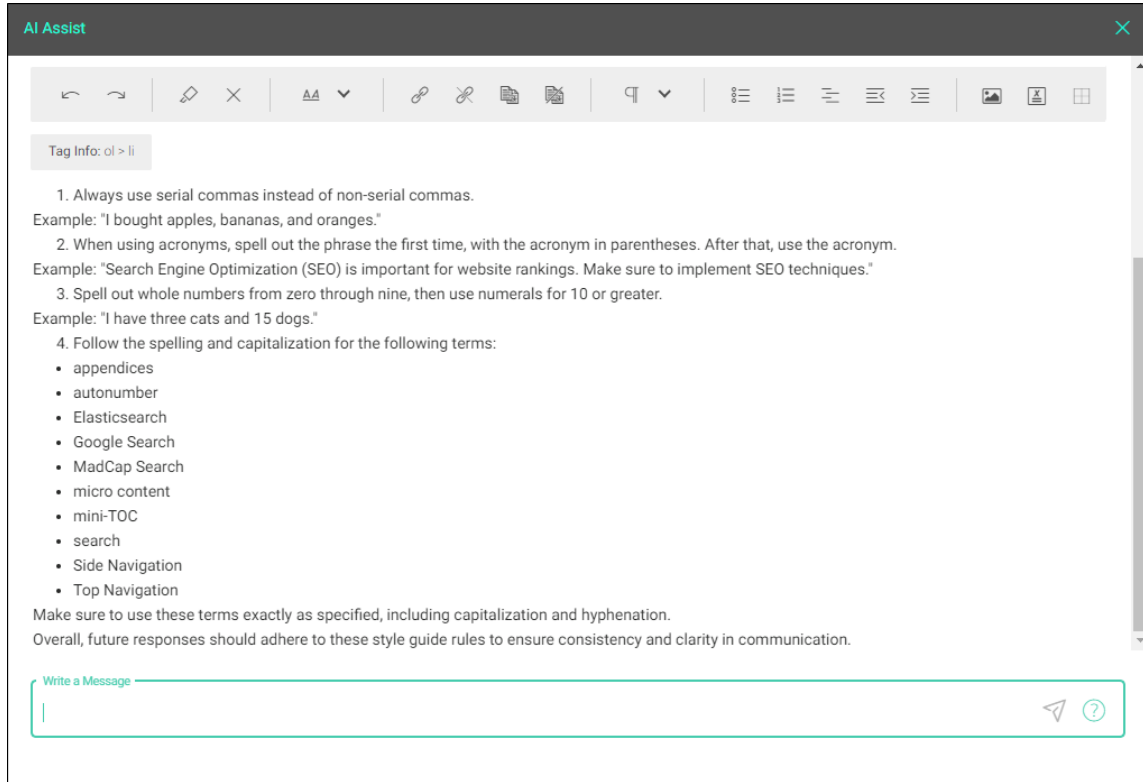 AI Assist
Tag Info: ol > li
1. Always use serial commas instead of non-serial commas.
Example: "I bought apples, bananas, and oranges."
2. When using acronyms, spell out the phrase the first time, with the acronym in parentheses. After that, use the acronym.
Example: "Search Engine Optimization (SEO) is important for website rankings. Make sure to implement SEO techniques."
3. Spell out whole numbers from zero through nine, then use numerals for 10 or greater.
Example: "I have three cats and 15 dogs."
4. Follow the spelling and capitalization for the following terms:
• appendices
• autonumber
• Elasticsearch
• Google Search
• MadCap Search
• micro content
• mini-TOC
• search
• Side Navigation
• Top Navigation
Make sure to use these terms exactly as specified, including capitalization and hyphenation.
Overall, future responses should adhere to these style guide rules to ensure consistency and clarity in communication.
Write a Message